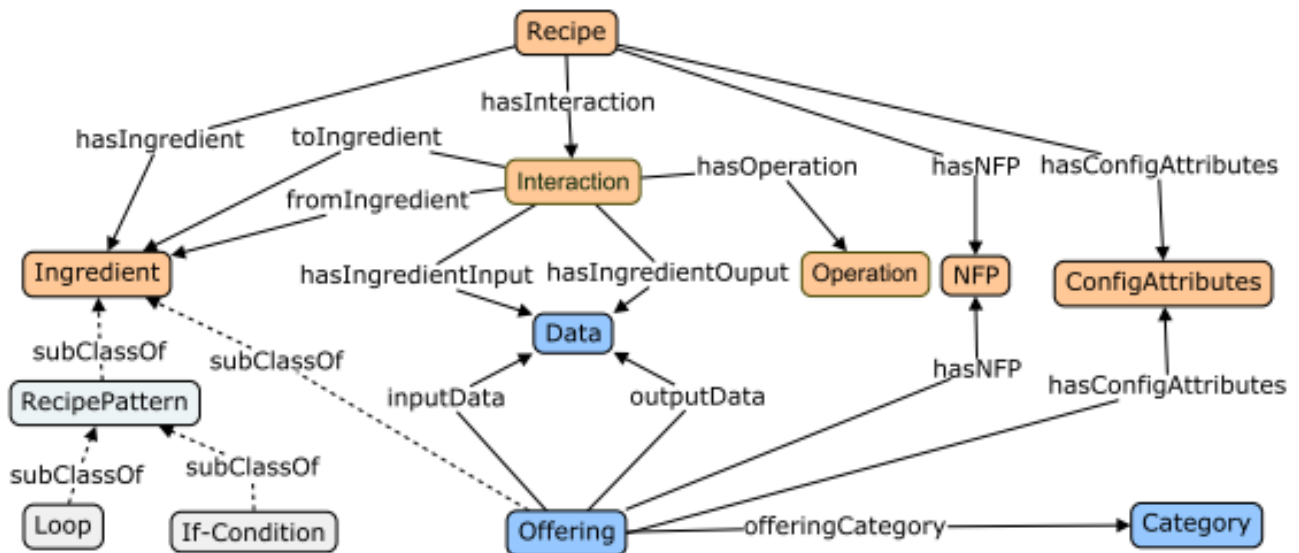 Recipe
hasInteraction
hasIngredient
toIngredient
hasOperation
hasNFP
hasConfigAttributes
Interaction
fromIngredient
Ingredient
hasIngredientInput
hasIngredientOuput
Operation
NFP
ConfigAttributes
Data
subClassOf
subClassOf
hasNFP
hasConfigAttributes
RecipePattern
inputData
outputData
subClassOf
subClassOf
Loop
If-Condition
Offering
offeringCategory
Category